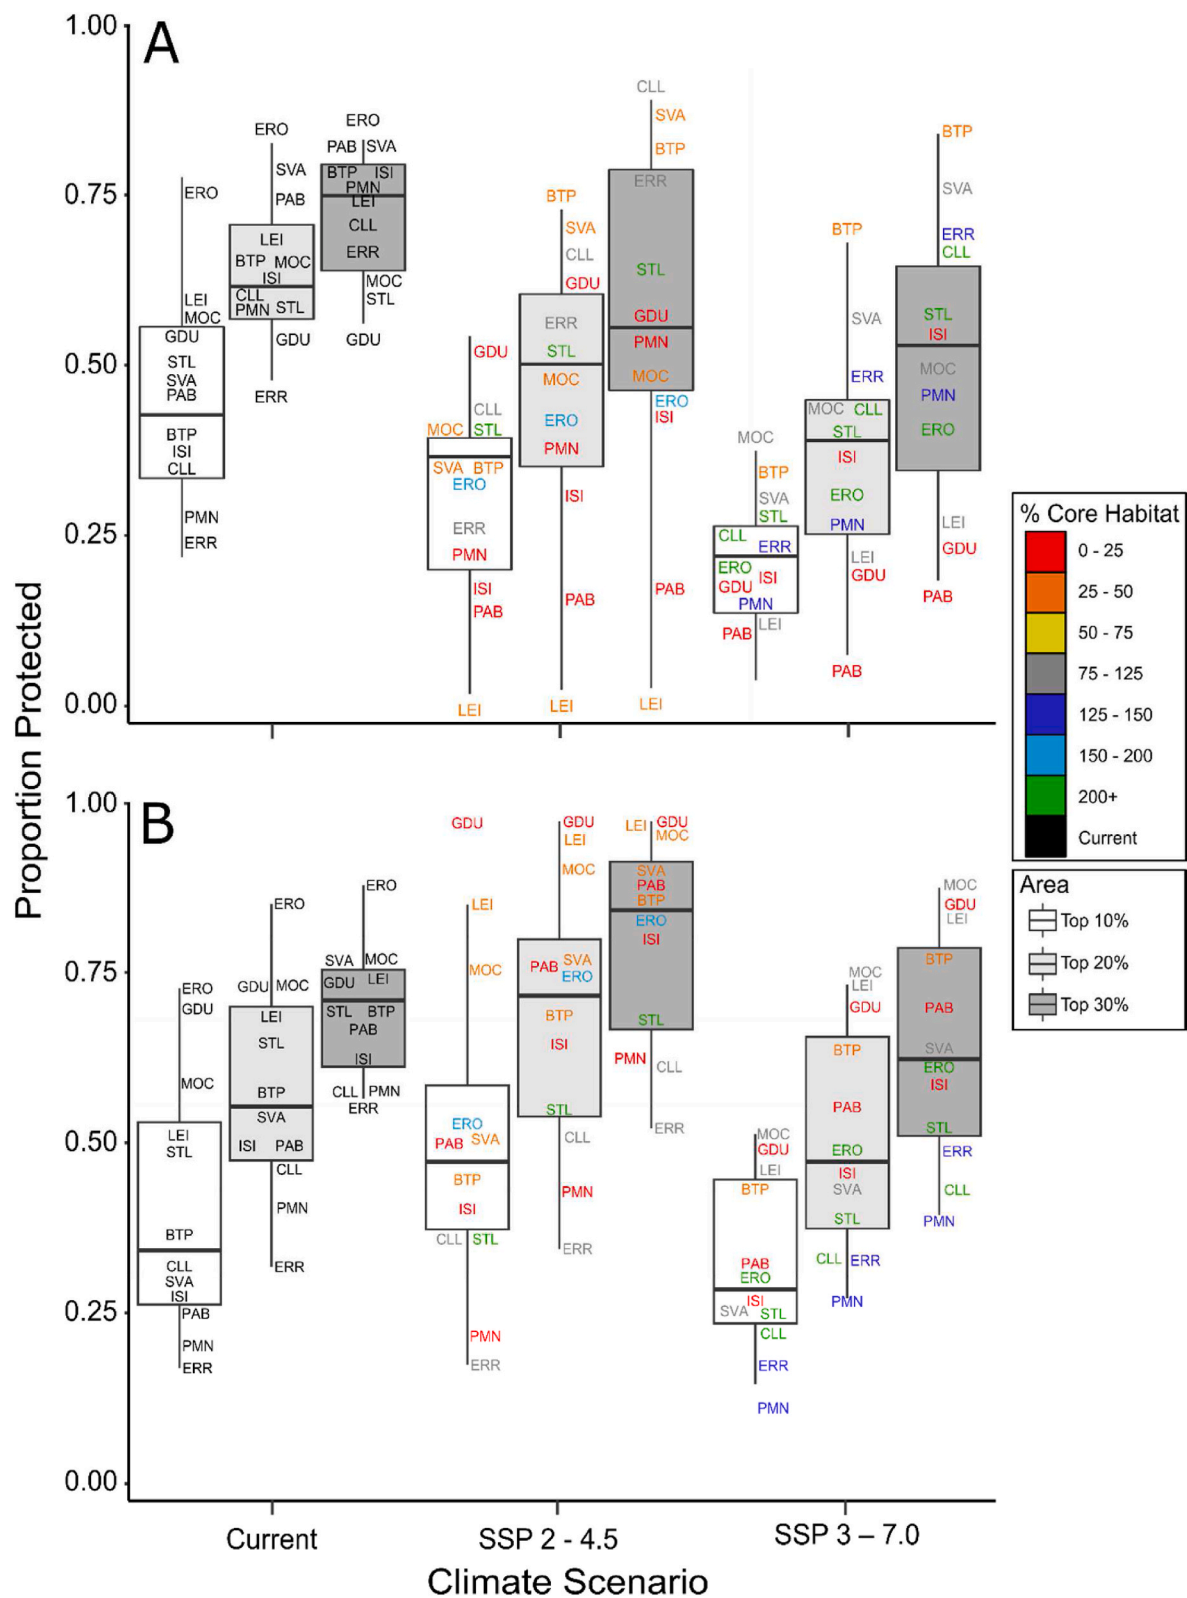 A
1.00
0.75
0.50
0.25
0.00
ERO
LEI
MOC
GDU
STL
SVA
PAB
BTP
ISI
CLL
PMN
ERR
ERO
SVA
PAB
LEI
BTP MOC
ISI
CLL
PMN STL
GDU
ERR
ERO
PAB SVA
BTP ISI
PMN
LEI
CLL
ERR
MOC
STL
GDU
GDU
CLL
MOC STL
SVA BTP
ERO
ERR
PMN
ISI
PAB
LEI
BTP
SVA
CLL
GDU
ERR
STL
MOC
ERO
PMN
ISI
PAB
LEI
CLL
SVA
BTP
ERR
STL
GDU
PMN
MOC
ERO
ISI
PAB
LEI
MOC
BTP
SVA
STL
CLL
ERR
ERO
GDU ISI
PMN
LEI
PAB
BTP
SVA
ERR
MOC CLL
STL
ISI
ERO
PMN
LEI
GDU
PAB
BTP
SVA
ERR
CLL
STL
ISI
MOC
PMN
ERO
LEI
GDU
PAB
Proportion Protected
% Core Habitat
0 - 25
25 - 50
50 - 75
75 - 125
125 - 150
150 - 200
200+
Current
Area
Top 10%
Top 20%
Top 30%
B
1.00
0.75
0.50
0.25
0.00
ERO
GDU
MOC
LEI
STL
BTP
CLL
SVA
ISI
PAB
PMN
ERR
ERO
GDU MOC
LEI
STL
BTP
SVA
ISI PAB
CLL
PMN
ERR
ERO
SVA MOC
GDU LEI
STL BTP
PAB
ISI
CLL PMN
ERR
GDU
LEI
MOC
ERO
PAB SVA
BTP
ISI
CLL STL
PMN
ERR
GDU
LEI
MOC
PAB SVA
ERO
BTP
ISI
STL
CLL
PMN
ERR
LEI GDU
MOC
SVA
PAB
BTP
ERO
ISI
STL
PMN CLL
ERR
MOC
GDU
LEI
BTP
PAB
ERO
ISI
SVA STL
CLL
ERR
PMN
MOC
LEI
GDU
BTP
PAB
ERO
ISI
SVA
STL
CLL ERR
PMN
MOC
GDU
LEI
BTP
PAB
SVA
ERO
ISI
STL
ERR
CLL
PMN
Current
SSP 2 - 4.5
SSP 3 – 7.0
Climate Scenario